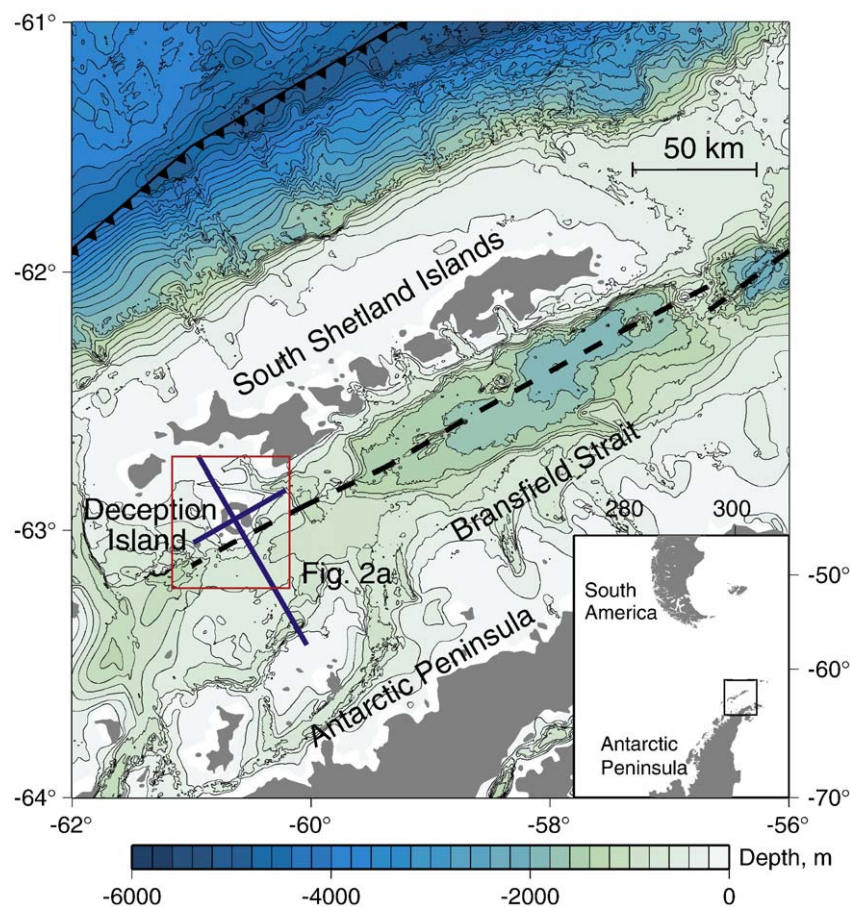 -61°
50 km
-62°
South Shetland Islands
Bransfield Strait
Deception
Island
-63°
Fig. 2a
280
300
South
America
-50°
-60°
Antarctic Peninsula
Antarctic
Peninsula
-64°
-70°
-62°
-60°
-58°
-56°
Depth, m
-6000
-4000
-2000
0